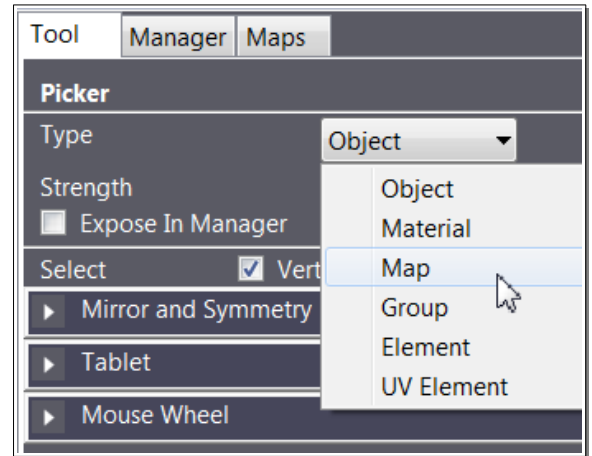 Tool Manager Maps
Picker
Type Object
Strength Object
Expose In Manager Material
Select Vert Map
Mirror and Symmetry Group
Tablet Element
UV Element
Mouse Wheel